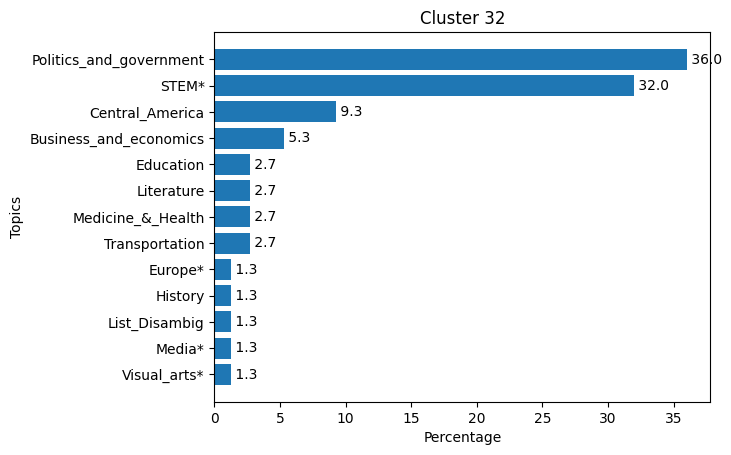 Cluster 32
Politics_and_government 36.0
STEM* 32.0
Central_America 9.3
Business_and_economics 5.3
Education 2.7
Literature 2.7
Medicine_&_Health 2.7
Transportation 2.7
Europe* 1.3
History 1.3
List_Disambig 1.3
Media* 1.3
Visual_arts* 1.3
Topics
0 5 10 15 20 25 30 35
Percentage